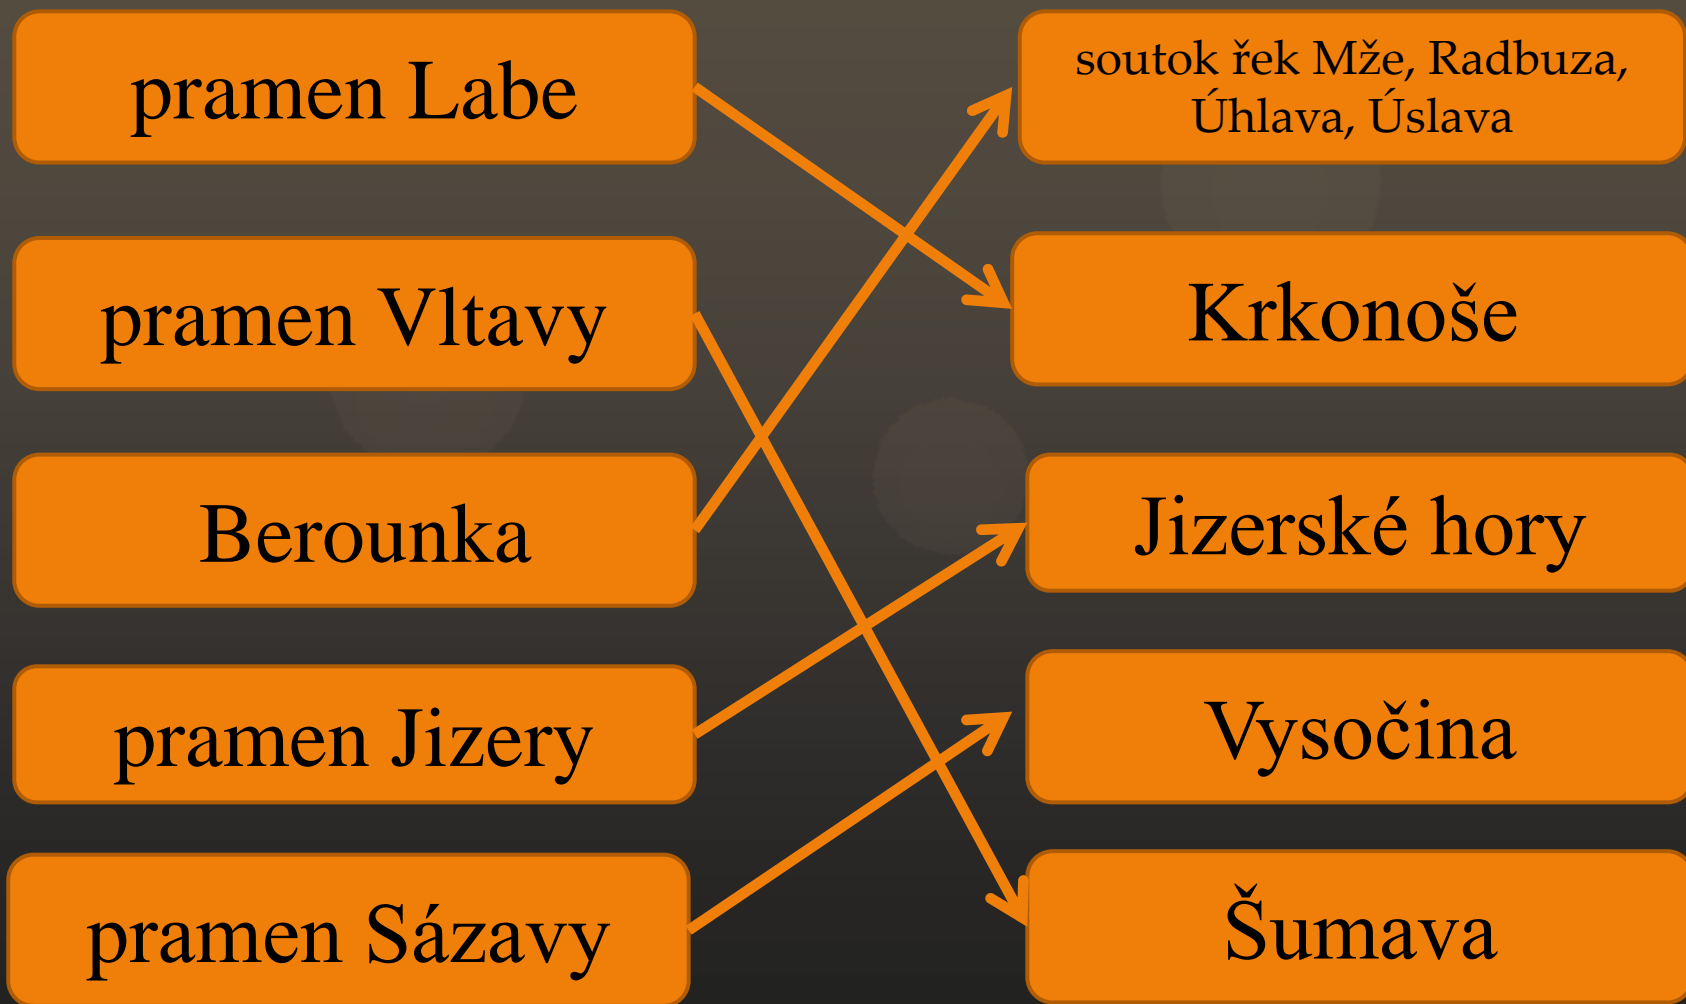 pramen Labe
soutok řek Mže, Radbuza,
Úhlava, Úslava
pramen Vltavy
Krkonoše
Berounka
Jizerské hory
pramen Jizery
Vysočina
pramen Sázavy
Šumava